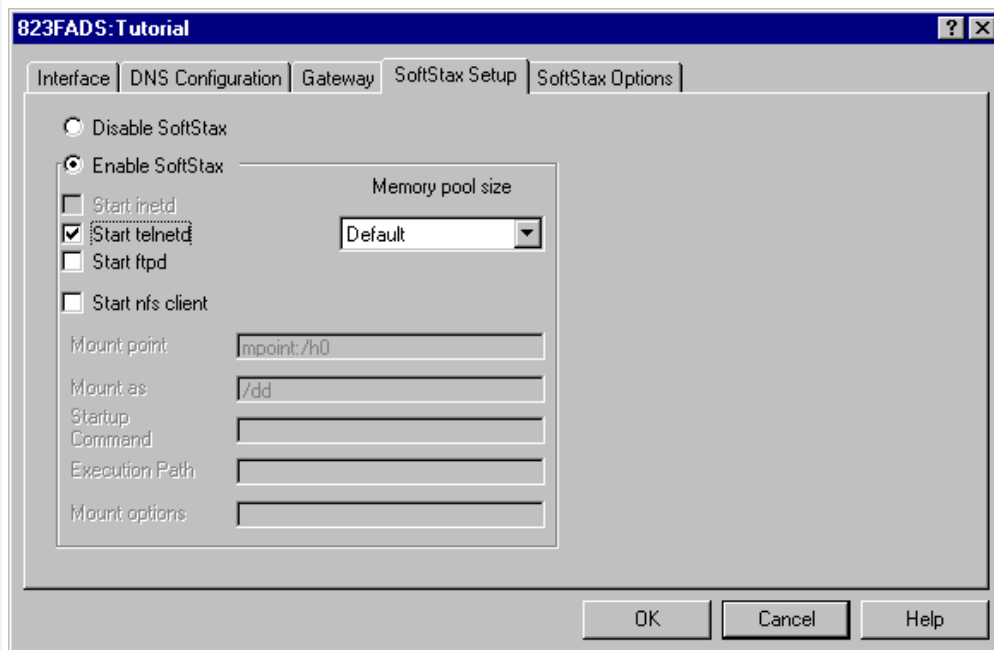 823FADS:Tutorial
Interface DNS Configuration Gateway SoftStax Setup SoftStax Options
Disable SoftStax
Enable SoftStax
Memory pool size
Start inetd
Start telnetd Default
Start ftpd
Start nfs client
Mount point mpoint:/h0
Mount as /dd
Startup
Command
Execution Path
Mount options
OK Cancel Help